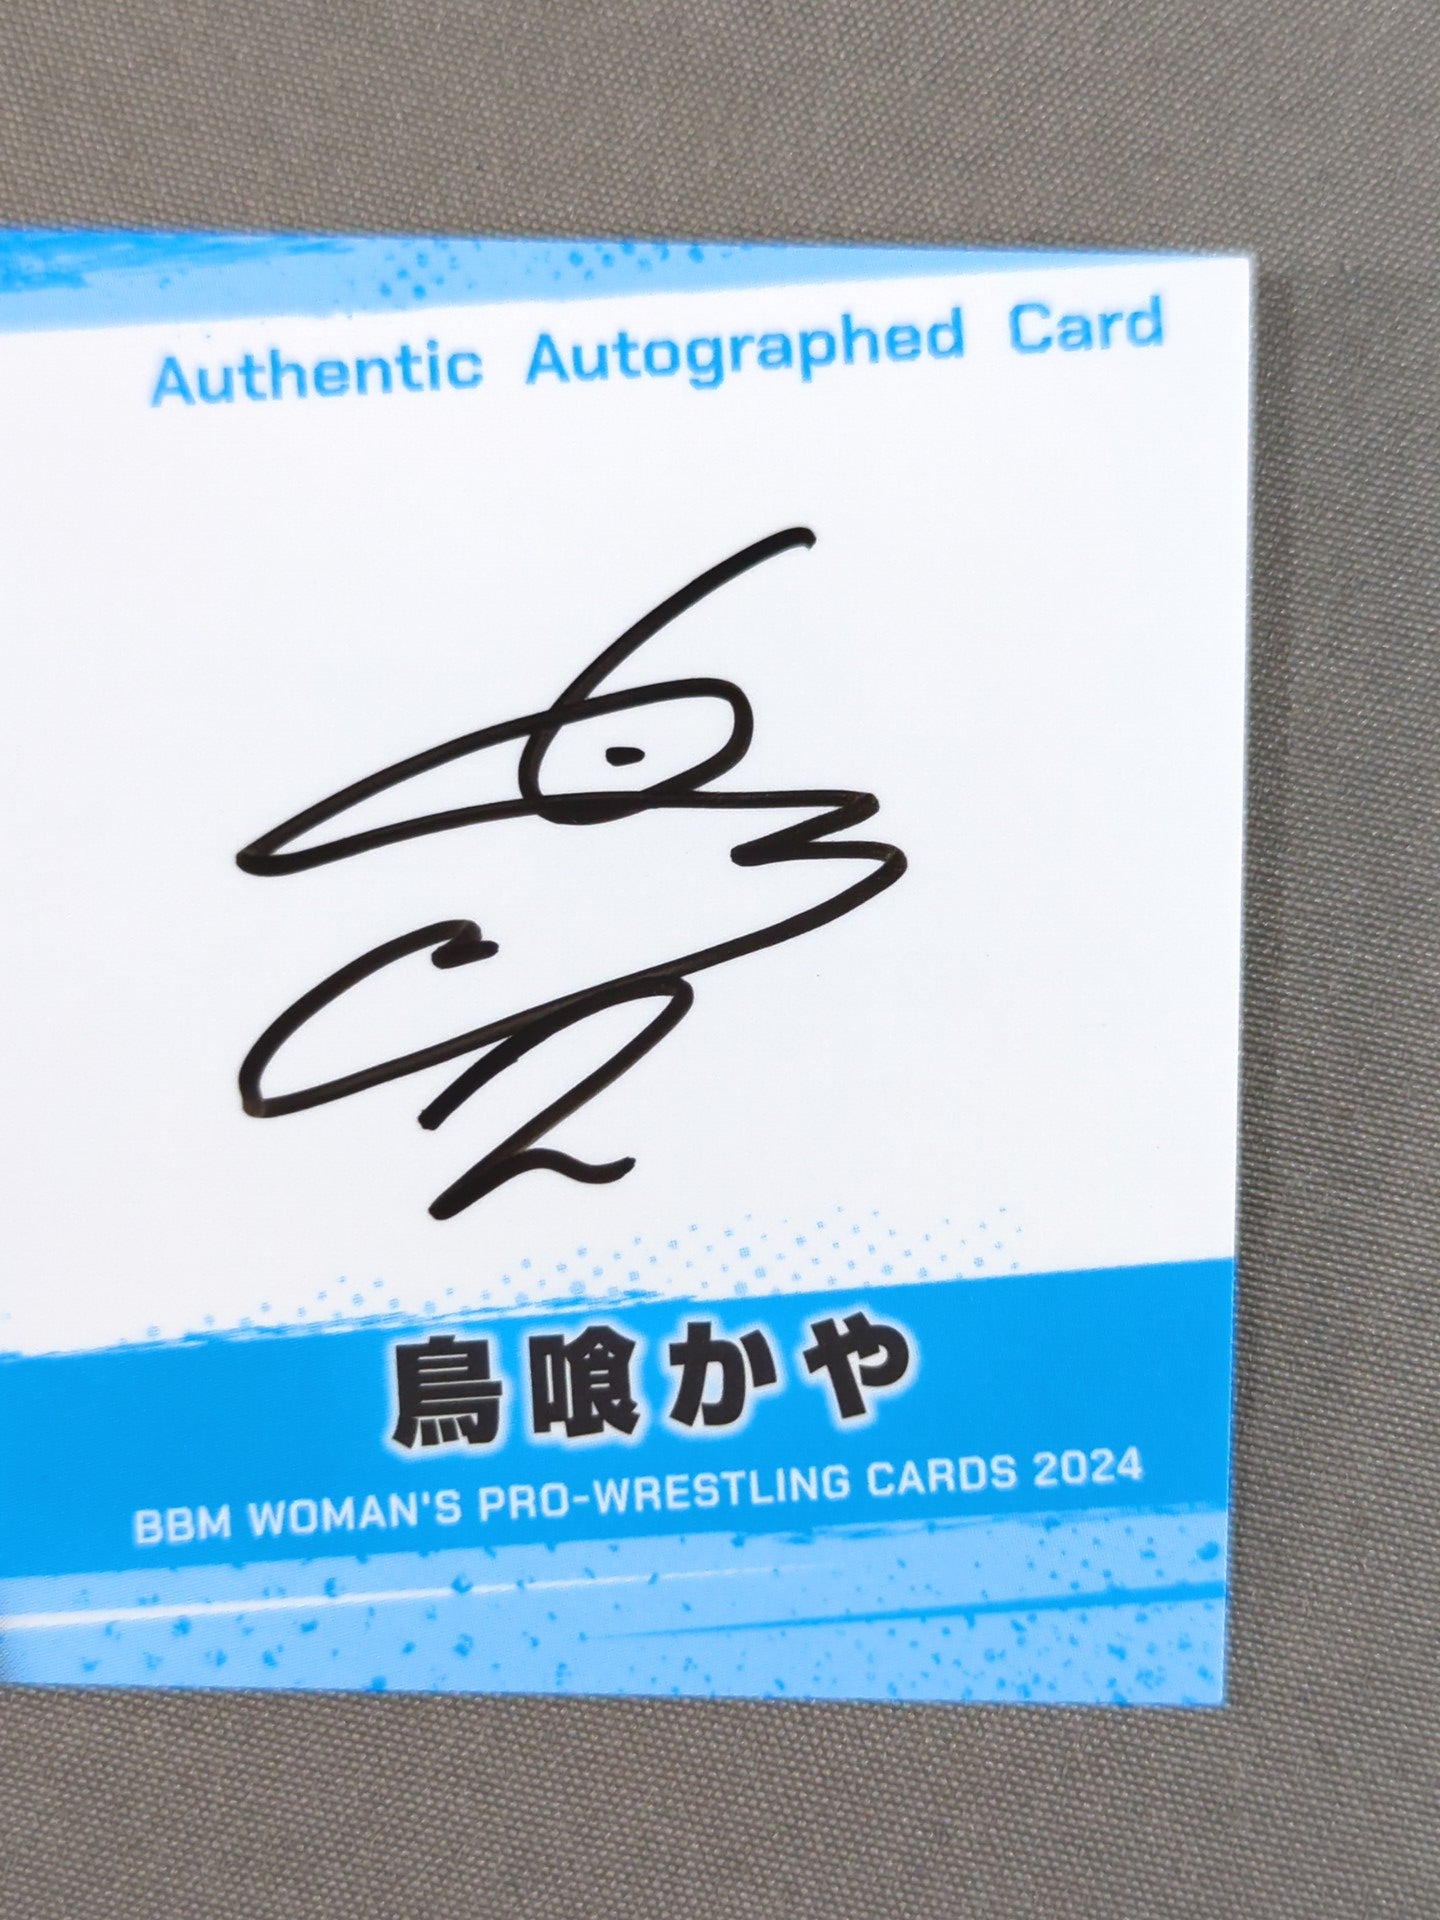 Authentic Autographed Card
鳥喰かや
BBM WOMAN'S PRO-WRESTLING CARDS 2024